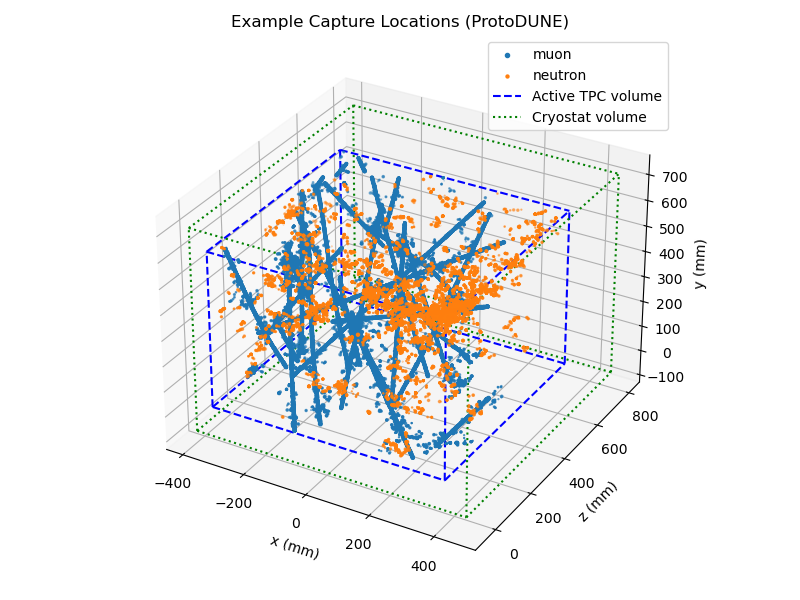 Example Capture Locations (ProtoDUNE)
muon
neutron
Active TPC volume
Cryostat volume
700
600
500
400
300
200
100
0
−100
y (mm)
800
600
400
200
0
z (mm)
−400
−200
0
200
400
x (mm)